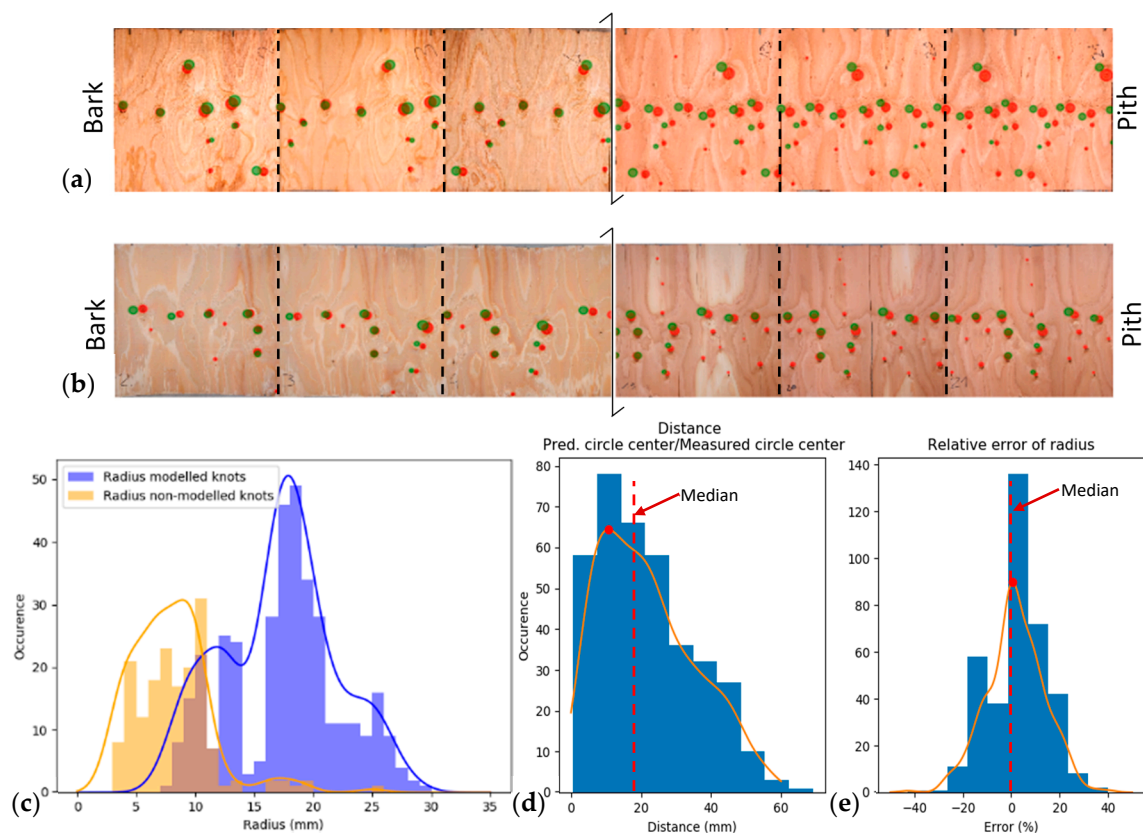 Bark
Pith
(a)
Bark
Pith
(b)
Distance
Pred. circle center/Measured circle center
Relative error of radius
Radius modelled knots
Radius non-modelled knots
Median
Median
50
40
30
20
10
0
Occurence
0
5
10
15
20
25
30
35
Radius (mm)
(c)
80
70
60
50
40
30
20
10
0
Occurence
0
20
40
60
Distance (mm)
(d)
140
120
100
80
60
40
20
0
−40
−20
0
20
40
Error (%)
(e)